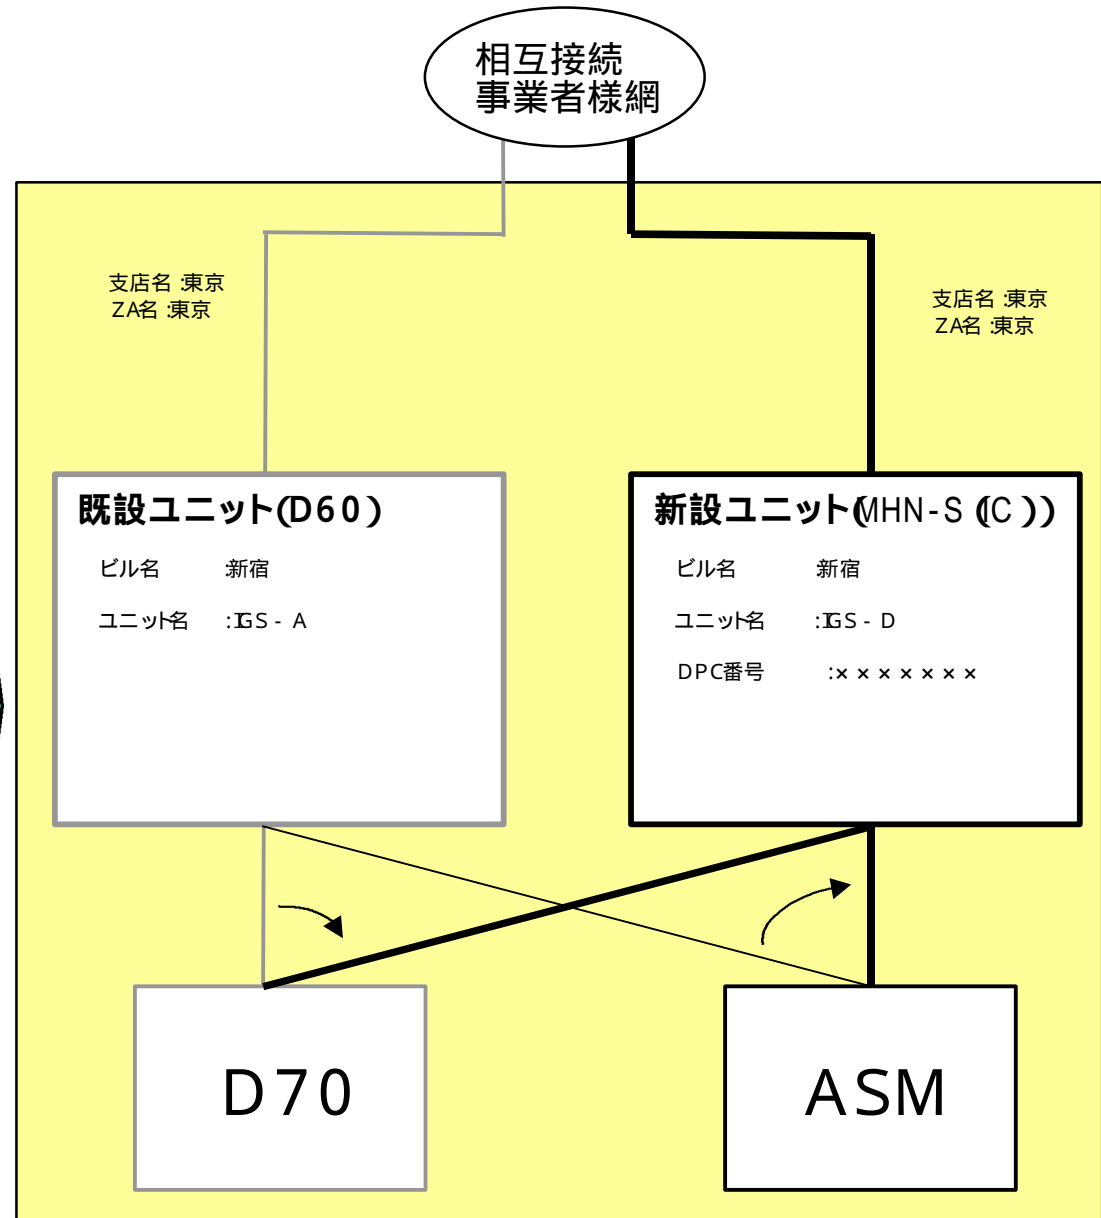 相互接続
事業者様網
支店名:東京
ZA名:東京
支店名:東京
ZA名:東京
既設ユニット(D60)
ビル名 :新宿
ユニット名 :IGS-A
新設ユニット(MHN-S(IC))
ビル名 :新宿
ユニット名 :IGS-D
DPC番号 :×××××××
D70
ASM